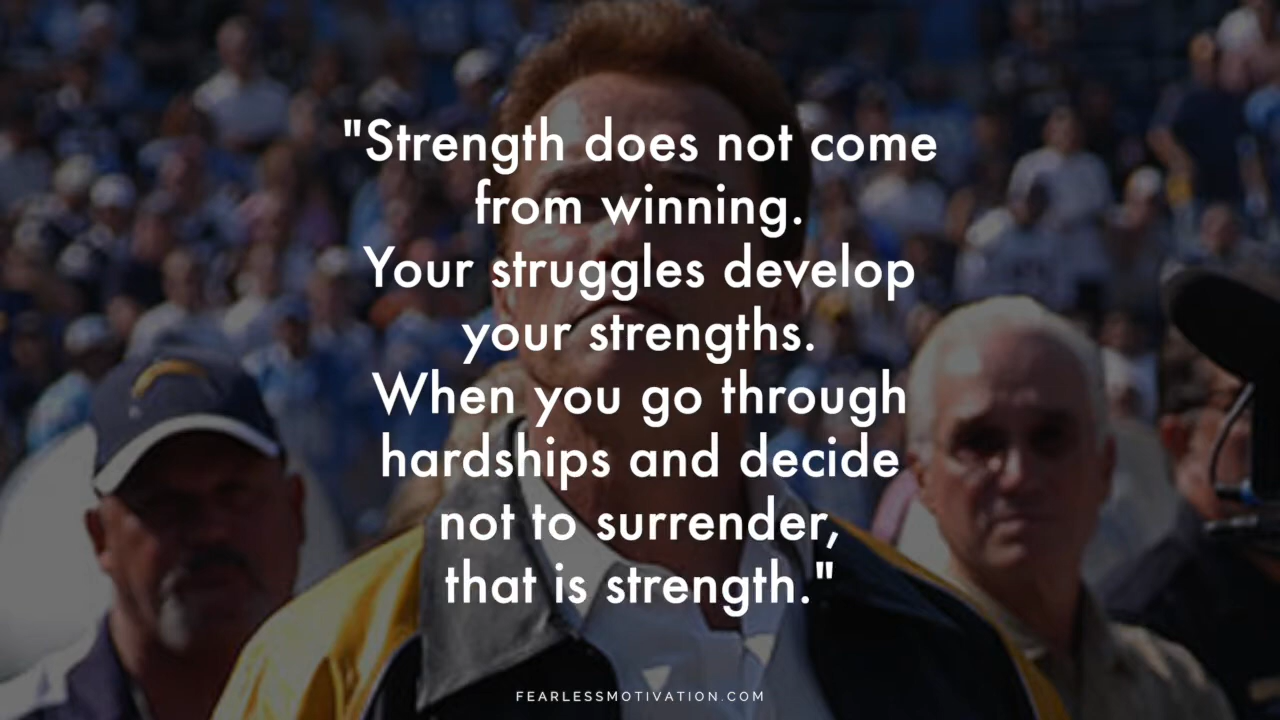 "Strength does not come
from winning.
Your struggles develop
your strengths.
When you go through
hardships and decide
not to surrender,
that is strength."
FEARLESSMOTIVATION.COM